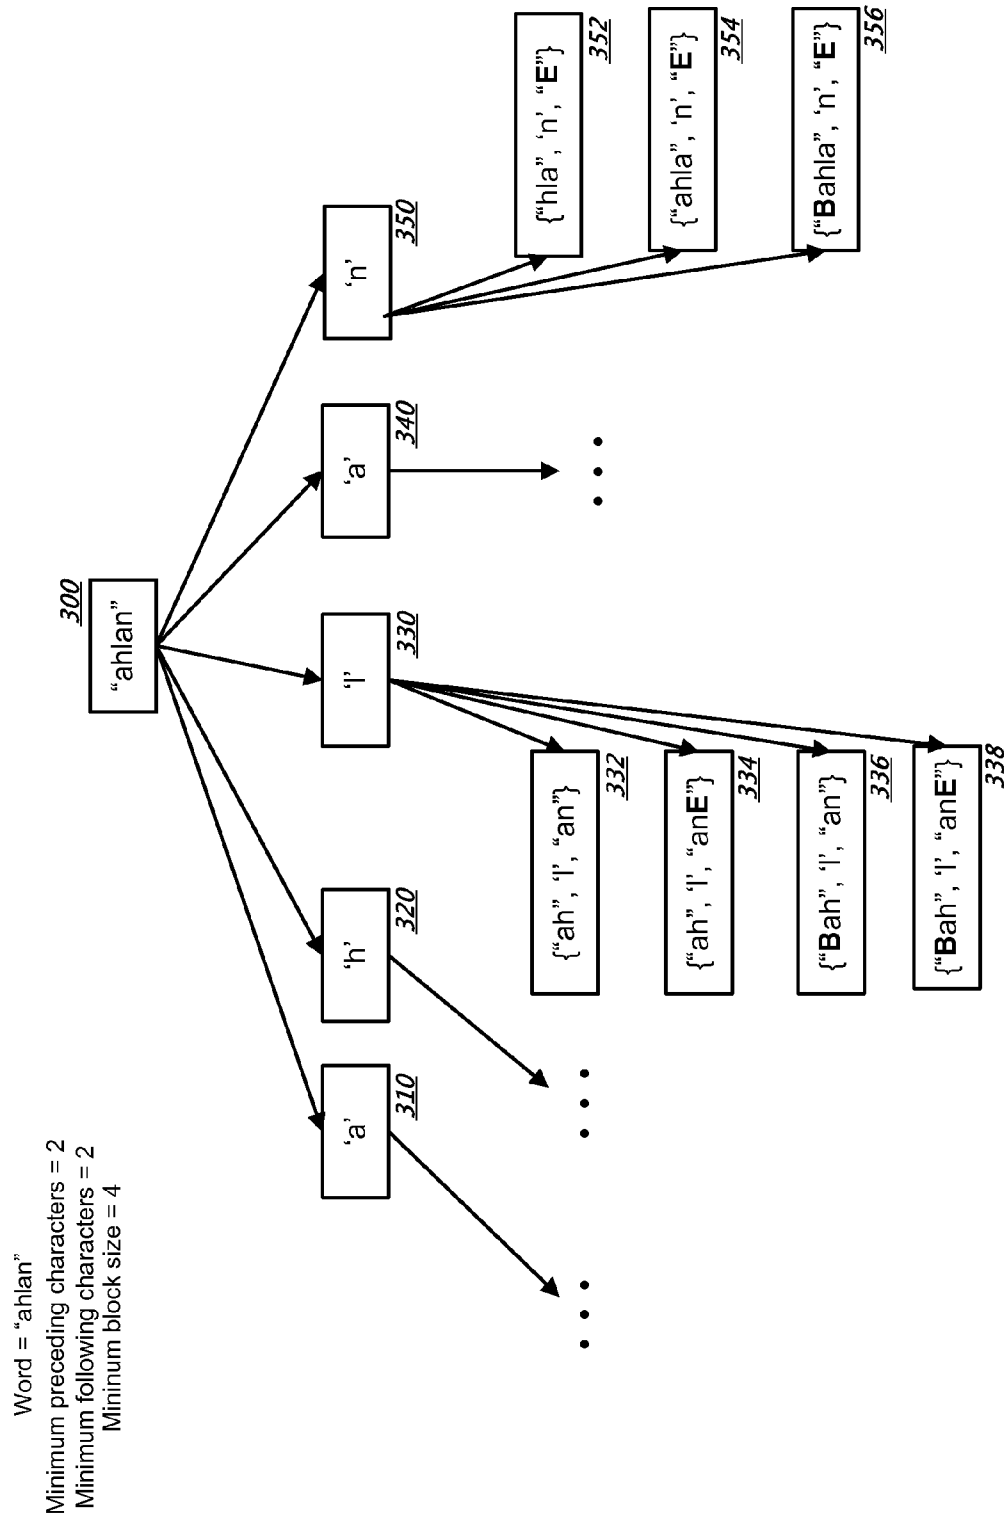 Word = “ahlan”
Minimum preceding characters = 2
Minimum following characters = 2
Mininum block size = 4
“ahlan”
300
‘a’
310
‘h’
320
‘l’
330
‘a’
340
‘n’
350
{“ah”, ‘l’, “an”}
332
{“ah”, ‘l’, “anE”}
334
{“Bah”, ‘l’, “an”}
336
{“Bah”, ‘l’, “anE”}
338
{“hla”, ‘n’, “E”}
352
{“ahla”, ‘n’, “E”}
354
{“Bahla”, ‘n’, “E”}
356